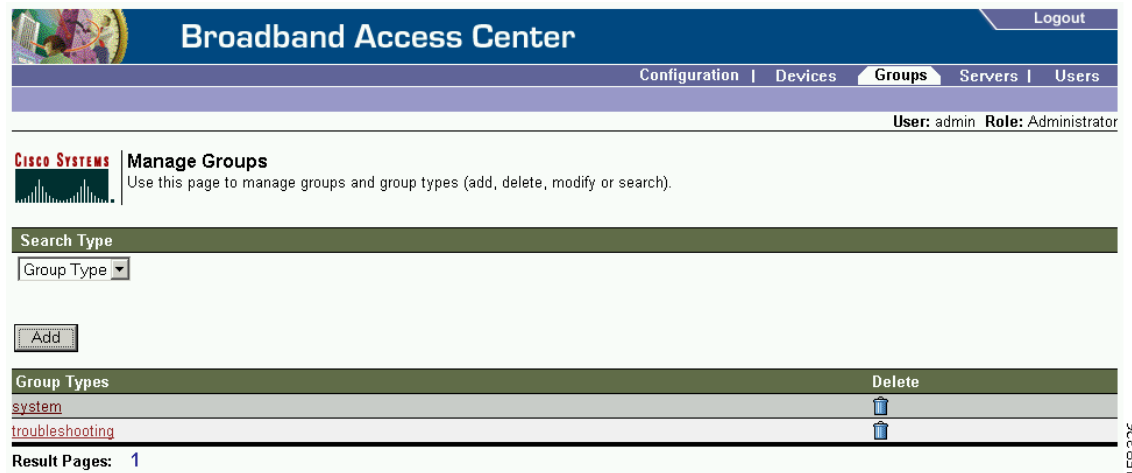 Logout
Broadband Access Center
Configuration | Devices Groups Servers | Users
User: admin Role: Administrator
CISCO SYSTEMS
Manage Groups
Use this page to manage groups and group types (add, delete, modify or search).
Search Type
Group Type
Add
Group Types Delete
system
troubleshooting
Result Pages: 1